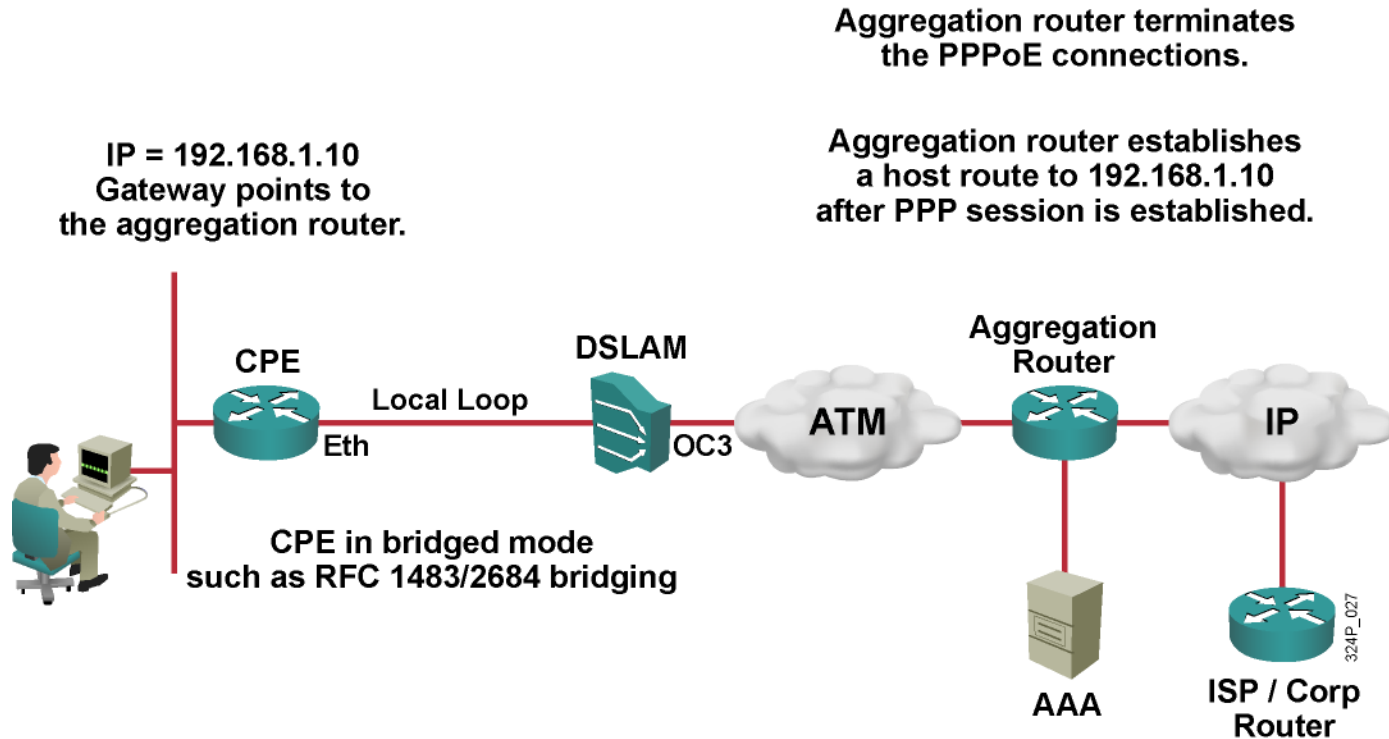 Aggregation router terminates
the PPPoE connections.
Aggregation router establishes
a host route to 192.168.1.10
after PPP session is established.
IP = 192.168.1.10
Gateway points to
the aggregation router.
CPE
Local Loop
Eth
DSLAM
OC3
ATM
Aggregation
Router
IP
CPE in bridged mode
such as RFC 1483/2684 bridging
AAA
ISP / Corp
Router
324P_027